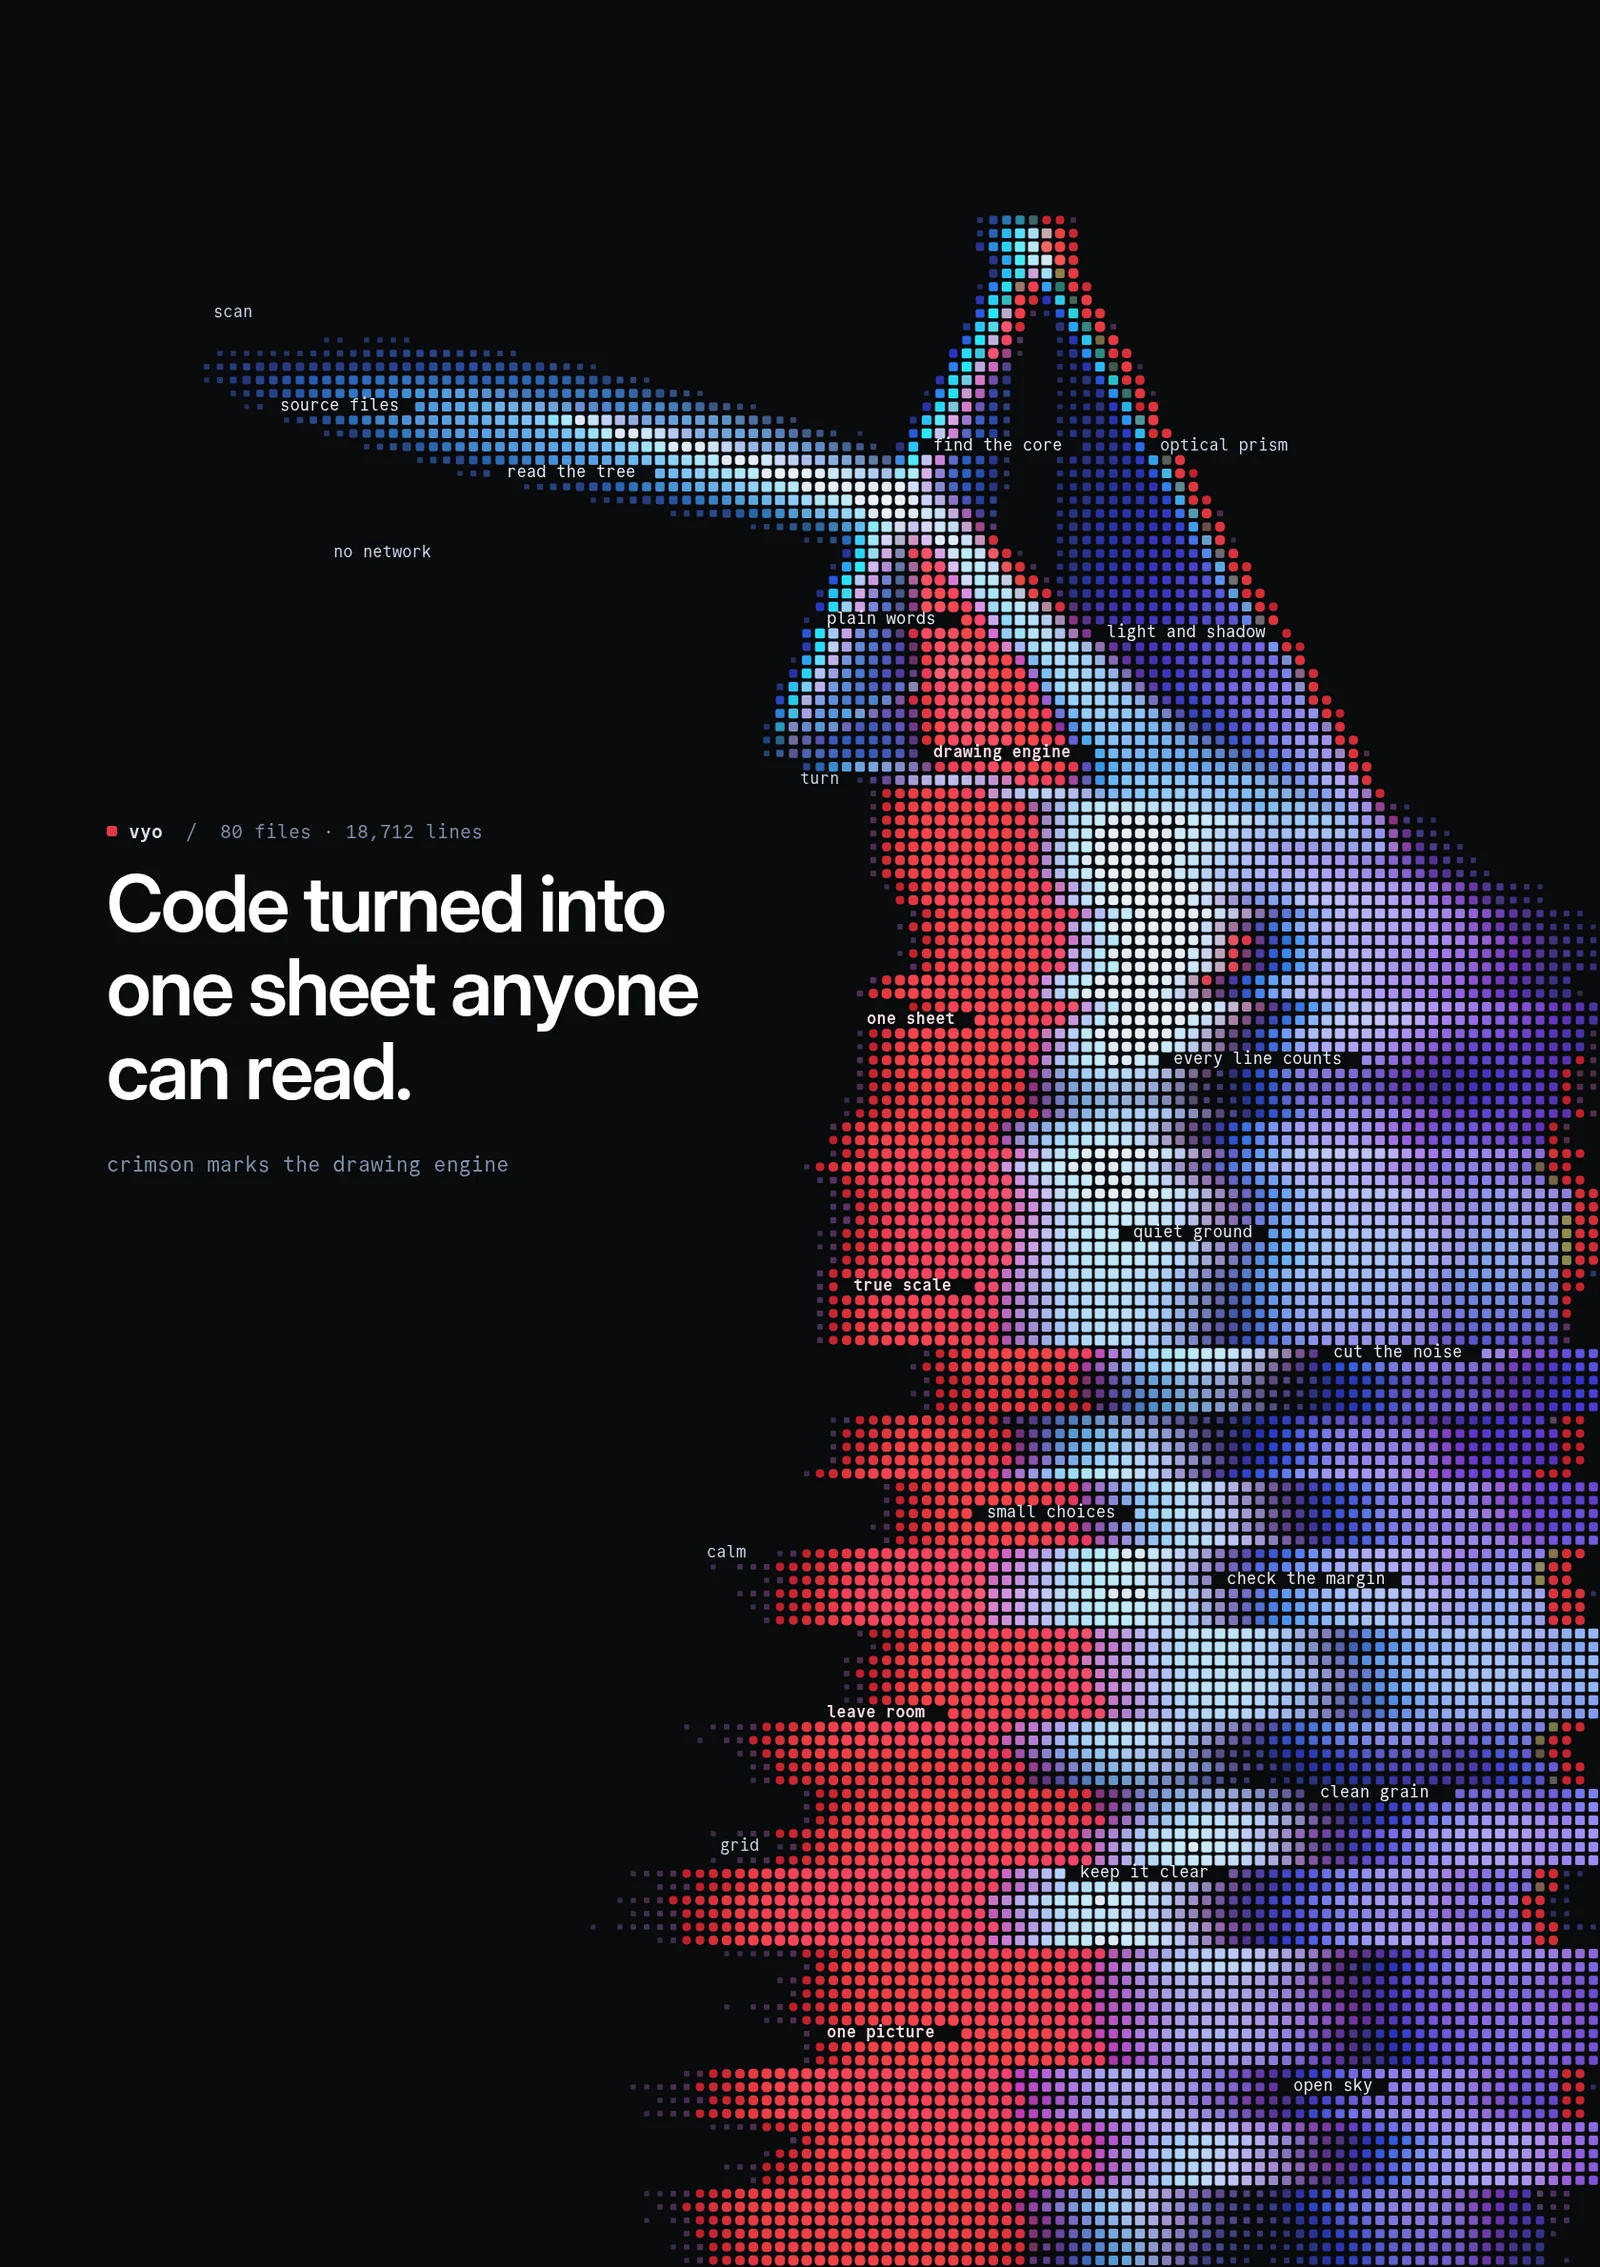 scan
source files
find the core
optical prism
read the tree
no network
plain words
light and shadow
drawing engine
turn
vyo / 80 files · 18,712 lines
Code turned into
one sheet anyone
can read.
crimson marks the drawing engine
one sheet
every line counts
quiet ground
true scale
cut the noise
small choices
calm
check the margin
leave room
clean grain
grid
keep it clear
one picture
open sky